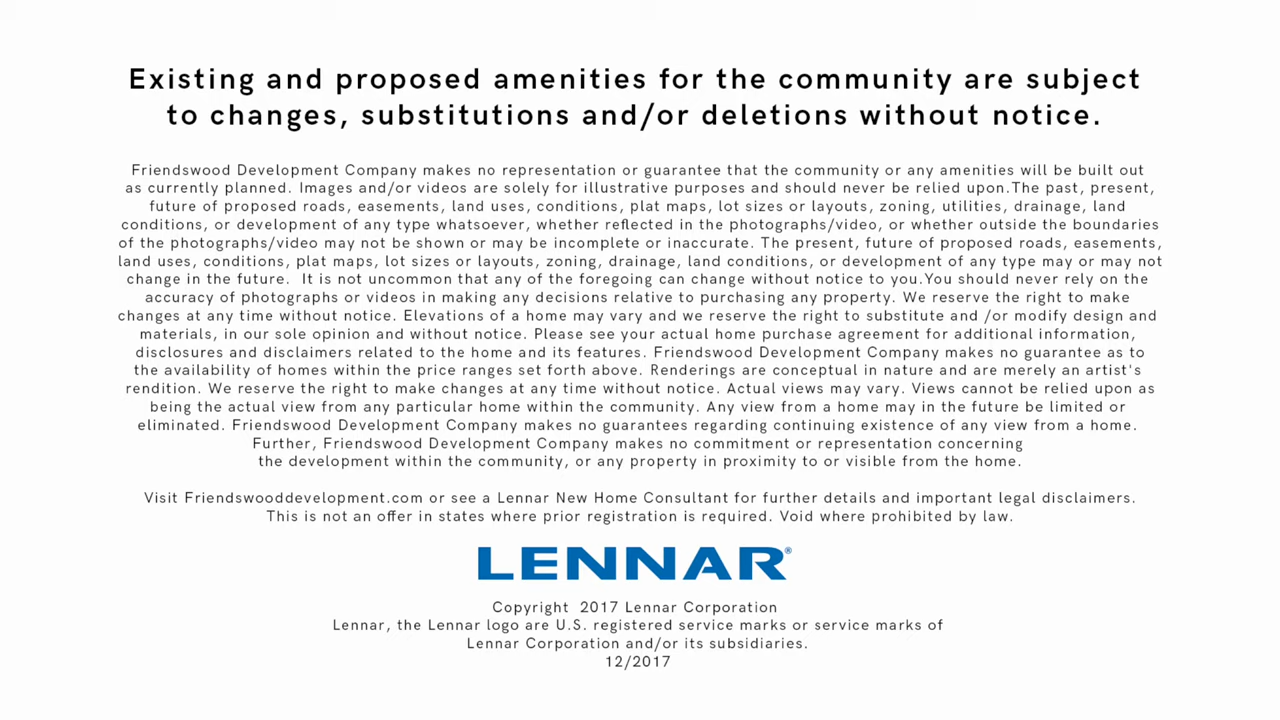 Existing and proposed amenities for the community are subject
to changes, substitutions and/or deletions without notice.
Friendswood Development Company makes no representation or guarantee that the community or any amenities will be built out
as currently planned. Images and/or videos are solely for illustrative purposes and should never be relied upon.The past, present,
future of proposed roads, easements, land uses, conditions, plat maps, lot sizes or layouts, zoning, utilities, drainage, land
conditions, or development of any type whatsoever, whether reflected in the photographs/video, or whether outside the boundaries
of the photographs/video may not be shown or may be incomplete or inaccurate. The present, future of proposed roads, easements,
land uses, conditions, plat maps, lot sizes or layouts, zoning, drainage, land conditions, or development of any type may or may not
change in the future.  It is not uncommon that any of the foregoing can change without notice to you.You should never rely on the
accuracy of photographs or videos in making any decisions relative to purchasing any property. We reserve the right to make
changes at any time without notice. Elevations of a home may vary and we reserve the right to substitute and /or modify design and
materials, in our sole opinion and without notice. Please see your actual home purchase agreement for additional information,
disclosures and disclaimers related to the home and its features. Friendswood Development Company makes no guarantee as to
the availability of homes within the price ranges set forth above. Renderings are conceptual in nature and are merely an artist's
rendition. We reserve the right to make changes at any time without notice. Actual views may vary. Views cannot be relied upon as
being the actual view from any particular home within the community. Any view from a home may in the future be limited or
eliminated. Friendswood Development Company makes no guarantees regarding continuing existence of any view from a home.
Further, Friendswood Development Company makes no commitment or representation concerning
the development within the community, or any property in proximity to or visible from the home.
Visit Friendswooddevelopment.com or see a Lennar New Home Consultant for further details and important legal disclaimers.
This is not an offer in states where prior registration is required. Void where prohibited by law.
LENNAR®
Copyright  2017 Lennar Corporation
Lennar, the Lennar logo are U.S. registered service marks or service marks of
Lennar Corporation and/or its subsidiaries.
12/2017